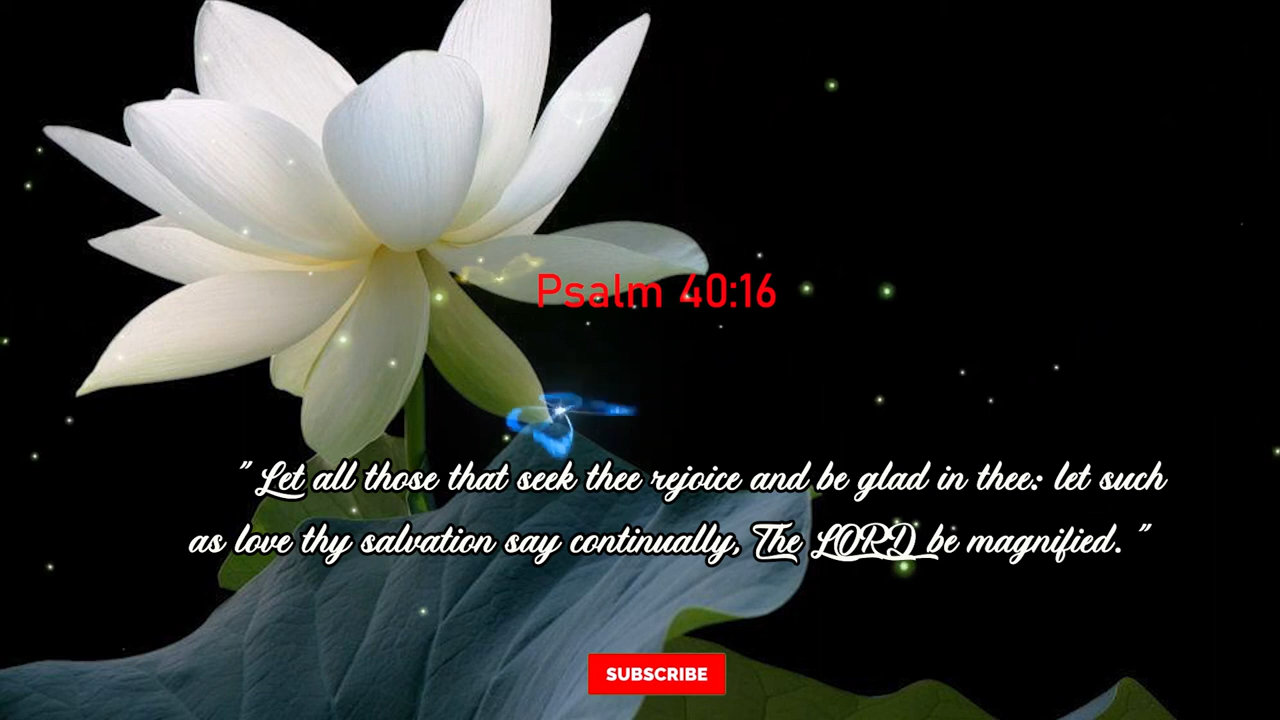 Psalm 40:16
" Let all those that seek thee rejoice and be glad in thee: let such
as love thy salvation say continually, The LORD be magnified. "
SUBSCRIBE